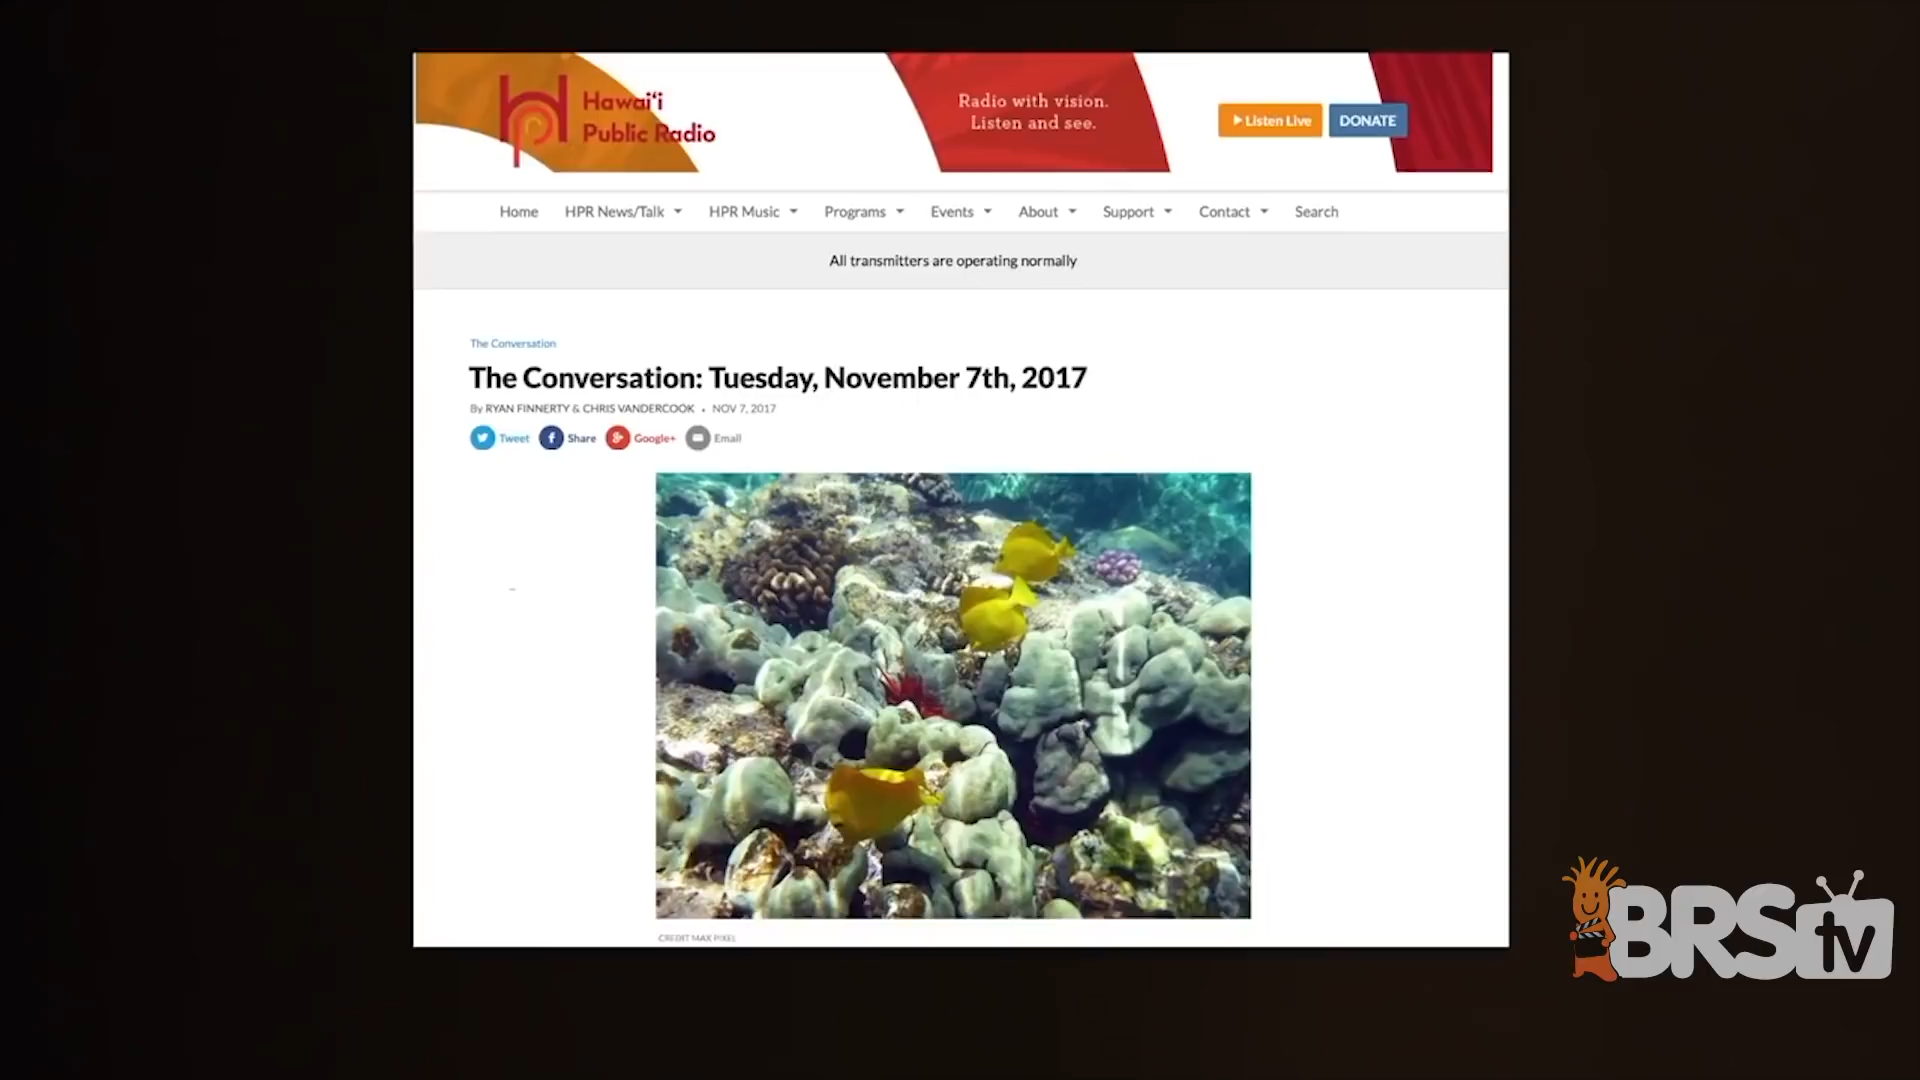 Hawai‘i
Public Radio
Radio with vision.
Listen and see.
Listen Live
DONATE
Home HPR News/Talk HPR Music Programs Events About Support Contact Search
All transmitters are operating normally
The Conversation
The Conversation: Tuesday, November 7th, 2017
By RYAN FINNERTY & CHRIS VANDERCOOK • NOV 7, 2017
Tweet Share Google+ Email
CREDIT MAX PIXEL
BRStv